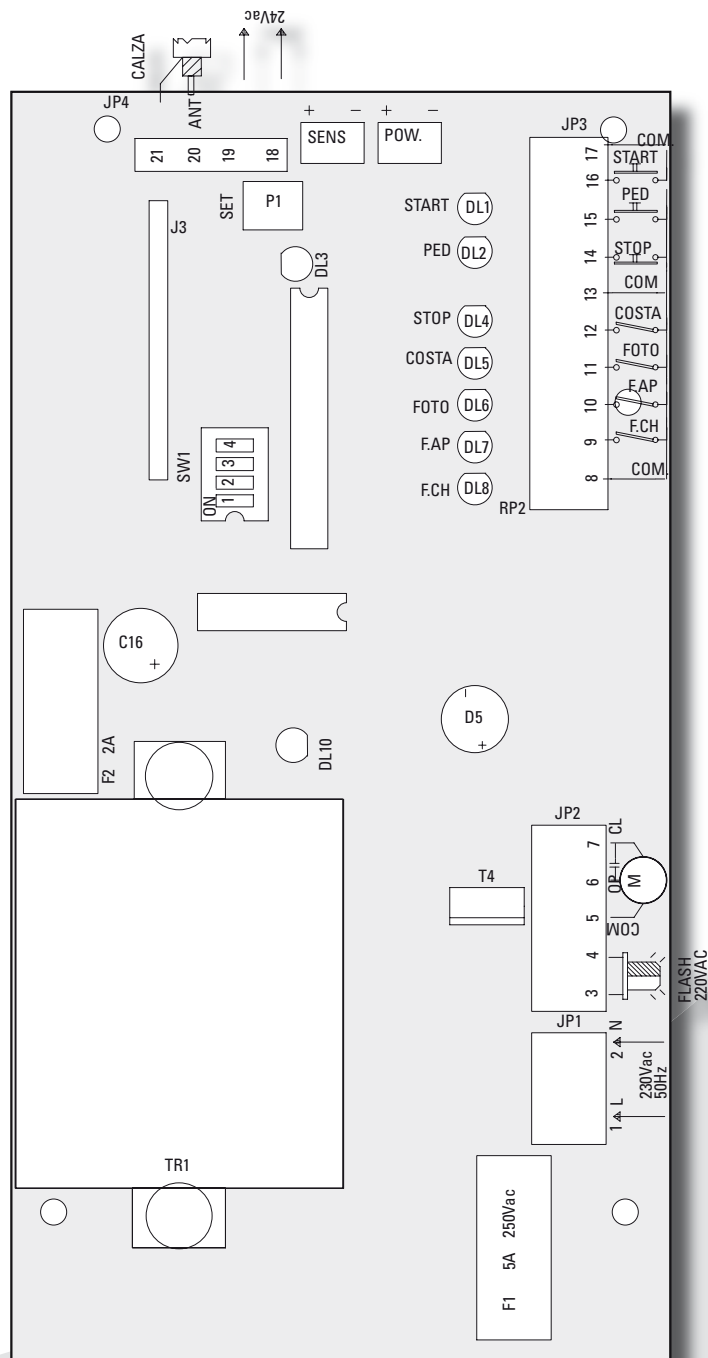 24Vac
CALZA
ANT
JP4
21
20
19
18
+ - + -
SENS
POW.
JP3
17
COM.
16
START
15
PED
14
STOP
13
COM
12
COSTA
11
FOTO
10
F.AP
9
F.CH
8
COM.
RP2
SET
P1
J3
DL3
START DL1
PED DL2
STOP DL4
COSTA DL5
FOTO DL6
F.AP DL7
F.CH DL8
SW1
ON
1 2 3 4
C16
+
F2 2A
DL10
-
D5
+
JP2
7 CL
6 OP
M
5 COM
4
3
FLASH
220VAC
T4
JP1
2 N
1 L
230Vac
50Hz
TR1
F1 5A 250Vac